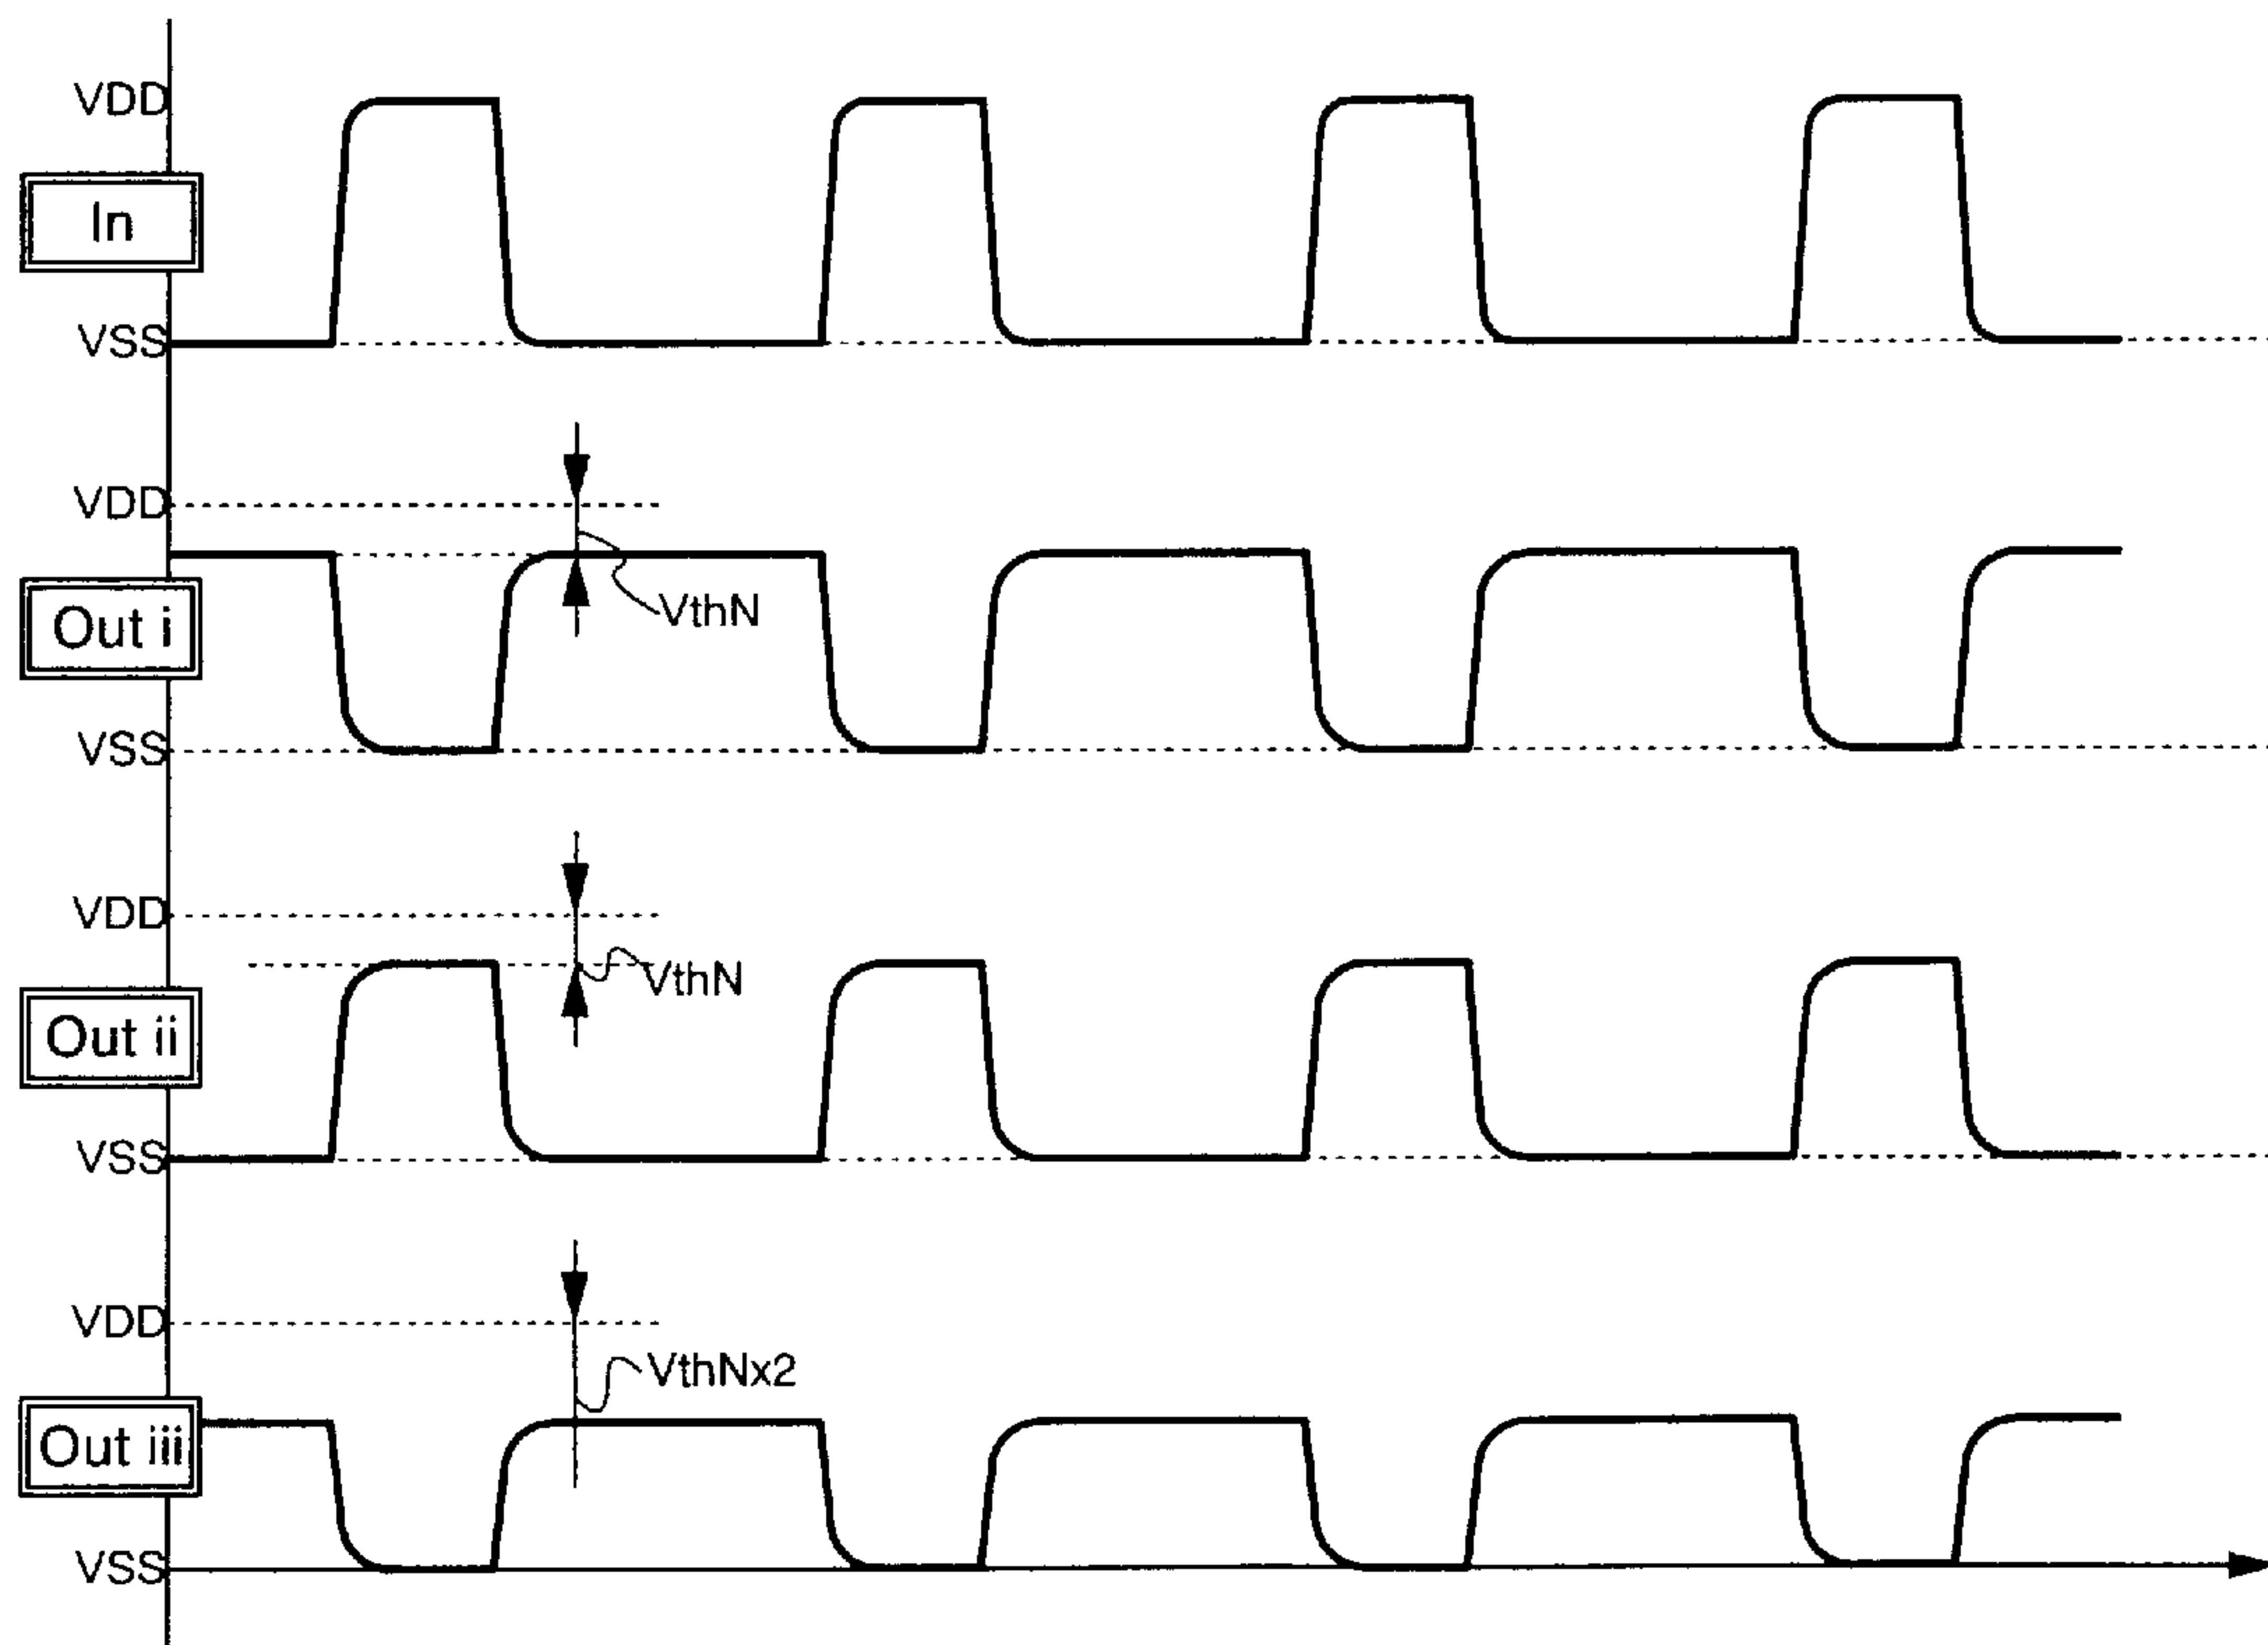 VDD
In
VSS
VDD
VthN
Out i
VSS
VDD
VthN
Out ii
VSS
VDD
VthNx2
Out iii
VSS